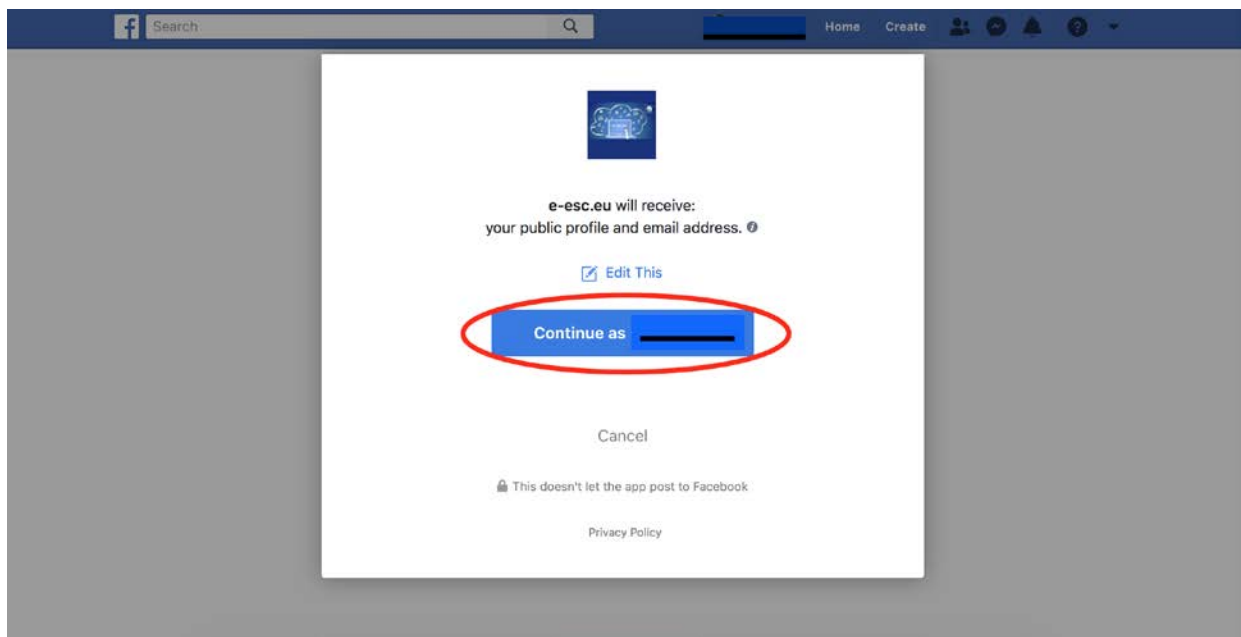 f
Search
Home
Create
e-esc.eu will receive:
your public profile and email address.
Edit This
Continue as
Cancel
This doesn't let the app post to Facebook
Privacy Policy